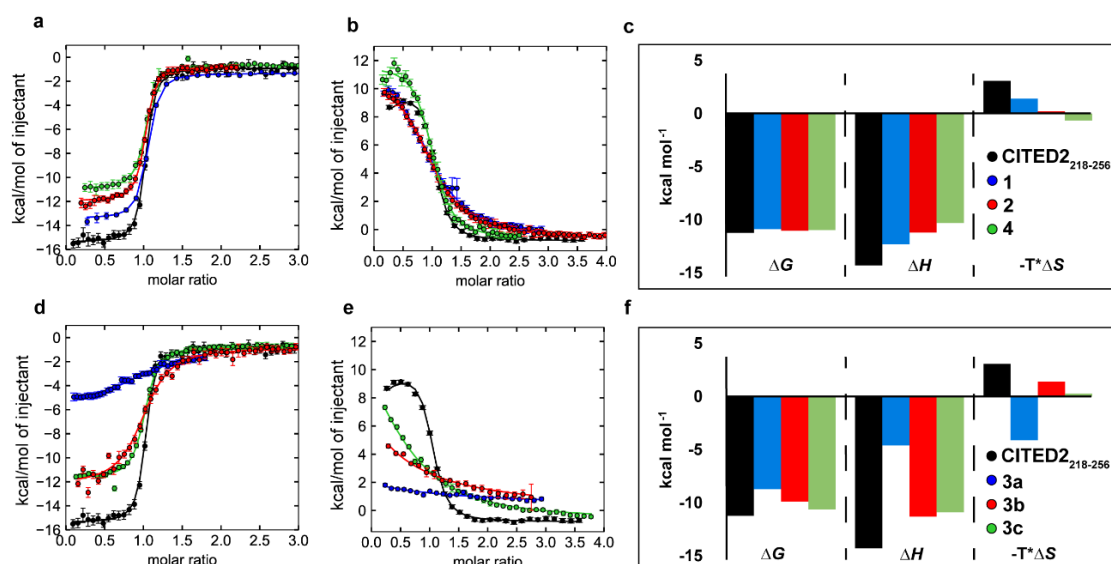 a
kcal/mol of injectant
0
−2
−4
−6
−8
−10
−12
−14
−16
0.0 0.5 1.0 1.5 2.0 2.5 3.0
molar ratio
b
kcal/mol of injectant
12
10
8
6
4
2
0
0.0 0.5 1.0 1.5 2.0 2.5 3.0 3.5 4.0
molar ratio
c
kcal mol-1
5
0
-5
-10
-15
CITED2218-256
1
2
4
ΔG ΔH -T*ΔS
d
kcal/mol of injectant
0
−2
−4
−6
−8
−10
−12
−14
−16
0.0 0.5 1.0 1.5 2.0 2.5 3.0
molar ratio
e
kcal/mol of injectant
12
10
8
6
4
2
0
0.0 0.5 1.0 1.5 2.0 2.5 3.0 3.5 4.0
molar ratio
f
kcal mol-1
5
0
-5
-10
-15
CITED2218-256
3a
3b
3c
ΔG ΔH -T*ΔS